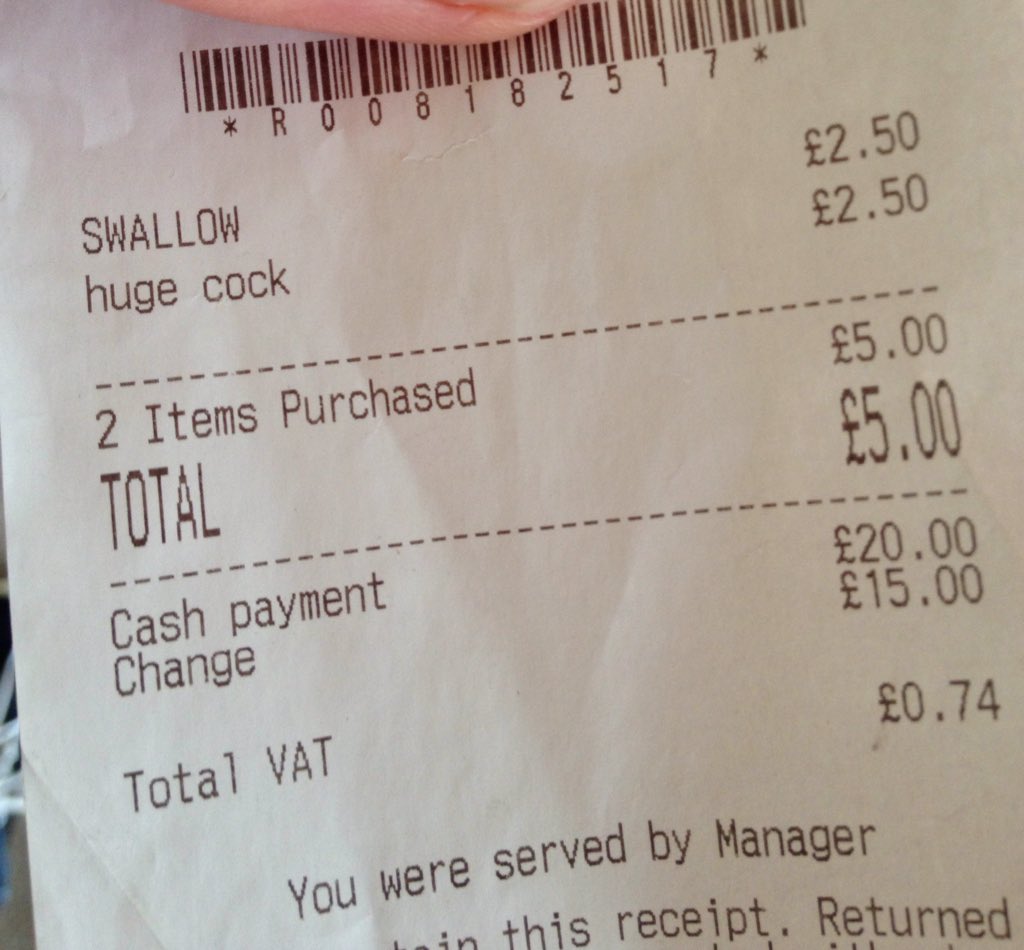 *R008182517*
SWALLOW £2.50
huge cock £2.50
2 Items Purchased £5.00
TOTAL £5.00
Cash payment £20.00
Change £15.00
Total VAT £0.74
You were served by Manager
this receipt. Returned